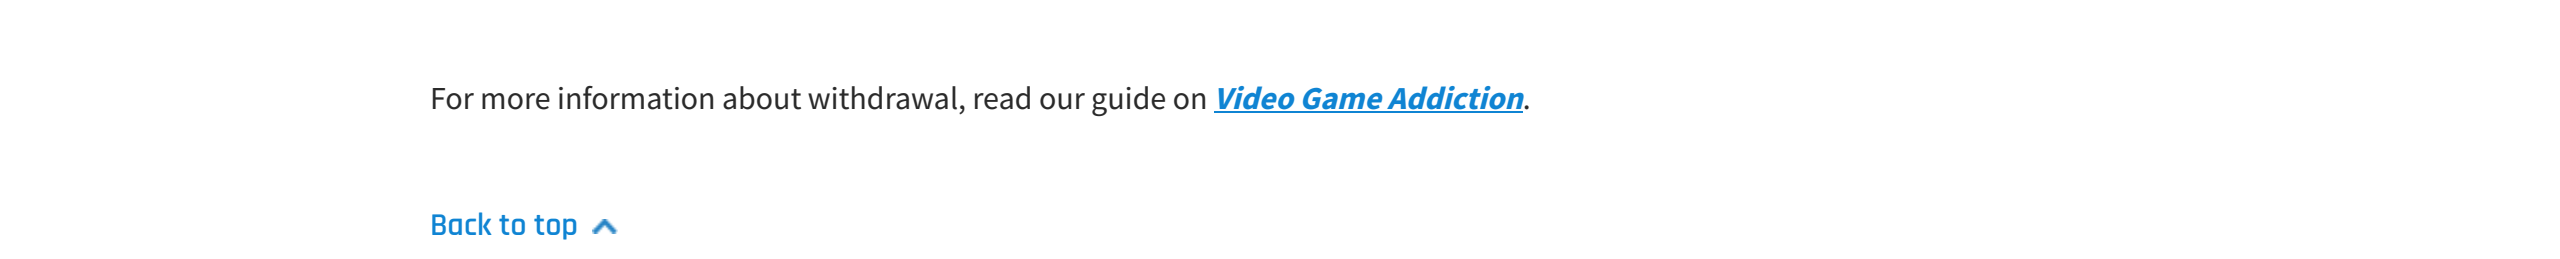 For more information about withdrawal, read our guide on Video Game Addiction.
Back to top